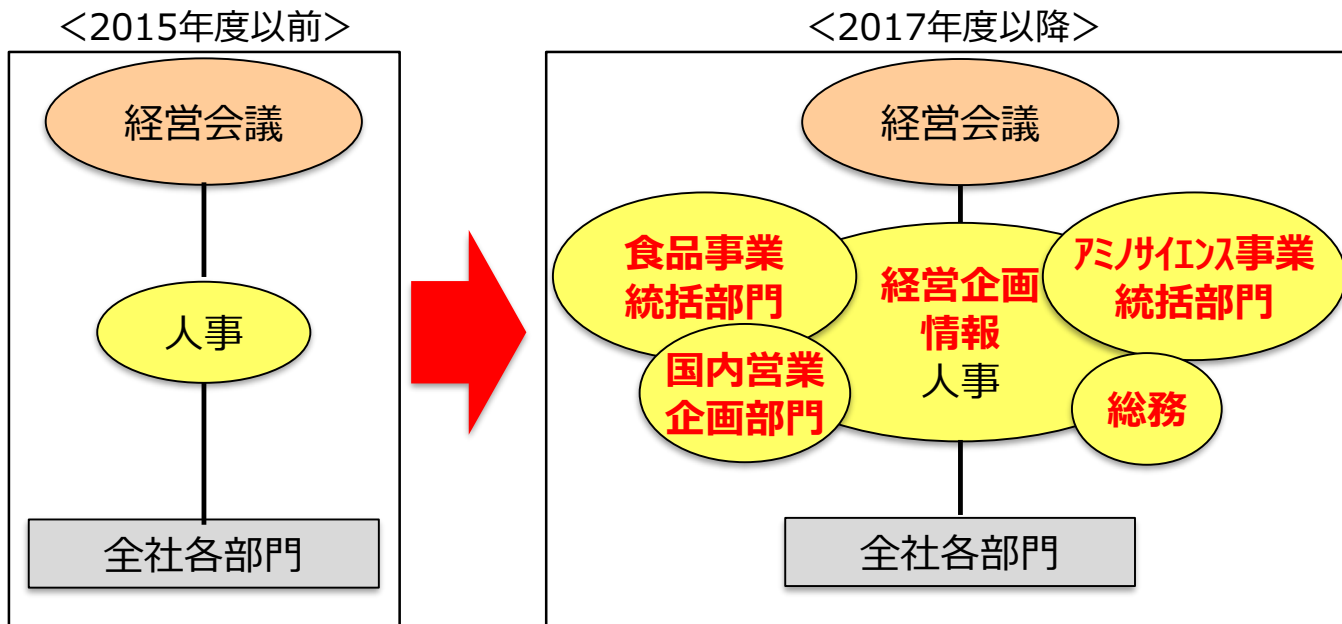 <2015年度以前>
経営会議
人事
全社各部門
<2017年度以降>
経営会議
食品事業
統括部門
経営企画
情報
人事
ｱﾐﾉｻｲｴﾝｽ事業
統括部門
国内営業
企画部門
総務
全社各部門